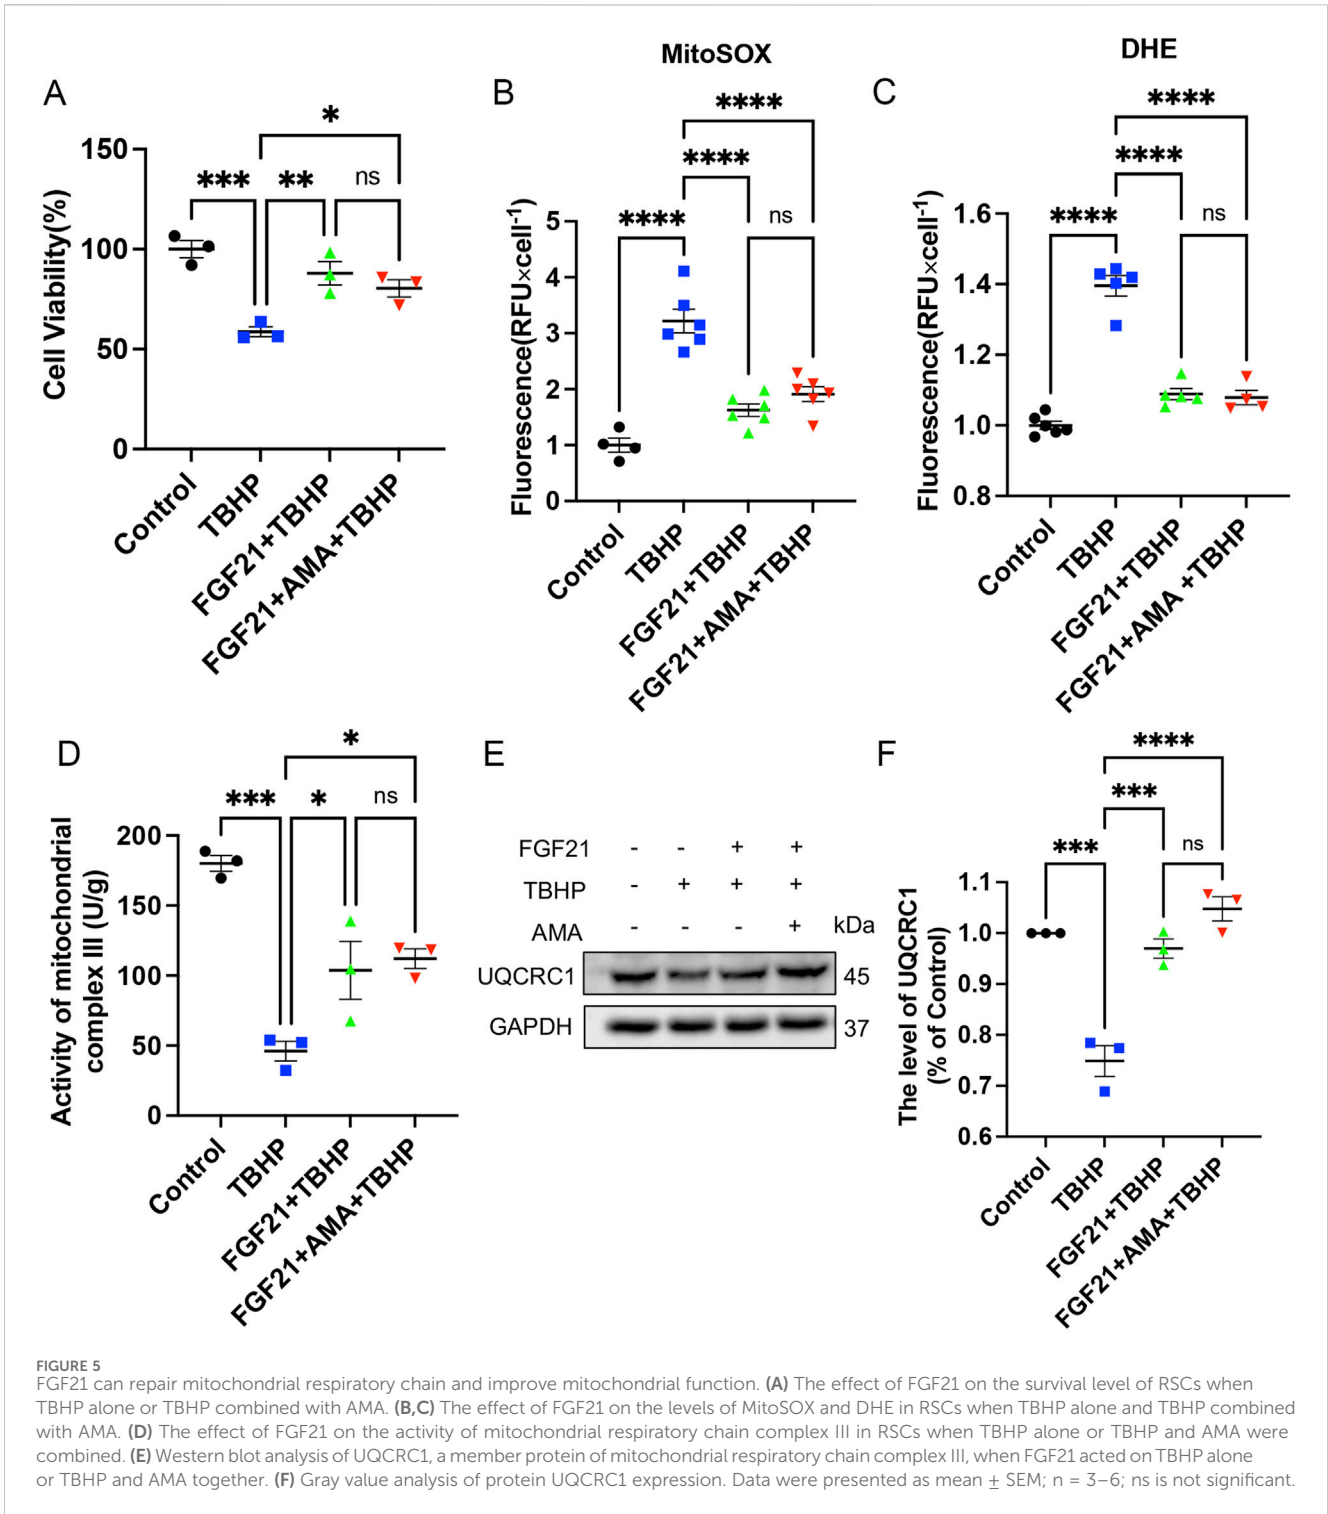 MitoSOX
DHE
A
B
C
*
*** ** ns
150
100
50
0
Cell Viability(%)
Control
TBHP
FGF21+TBHP
FGF21+AMA+TBHP
****
****
**** ns
5
4
3
2
1
0
Fluorescence(RFU×cell-1)
Control
TBHP
FGF21+TBHP
FGF21+AMA+TBHP
****
****
**** ns
1.6
1.4
1.2
1.0
0.8
Fluorescence(RFU×cell-1)
Control
TBHP
FGF21+TBHP
FGF21+AMA +TBHP
D
*
*** * ns
200
150
100
50
0
Activity of mitochondrial
complex III (U/g)
Control
TBHP
FGF21+TBHP
FGF21+AMA+TBHP
E
FGF21 - - + +
TBHP - + + +
AMA - - - + kDa
UQCRC1 45
GAPDH 37
F
****
***
*** ns
1.1
1.0
0.9
0.8
0.7
0.6
The level of UQCRC1
(% of Control)
Control
TBHP
FGF21+TBHP
FGF21+AMA+TBHP
FIGURE 5
FGF21 can repair mitochondrial respiratory chain and improve mitochondrial function. (A) The effect of FGF21 on the survival level of RSCs when
TBHP alone or TBHP combined with AMA. (B,C) The effect of FGF21 on the levels of MitoSOX and DHE in RSCs when TBHP alone and TBHP combined
with AMA. (D) The effect of FGF21 on the activity of mitochondrial respiratory chain complex III in RSCs when TBHP alone or TBHP and AMA were
combined. (E) Western blot analysis of UQCRC1, a member protein of mitochondrial respiratory chain complex III, when FGF21 acted on TBHP alone
or TBHP and AMA together. (F) Gray value analysis of protein UQCRC1 expression. Data were presented as mean ± SEM; n = 3–6; ns is not significant.